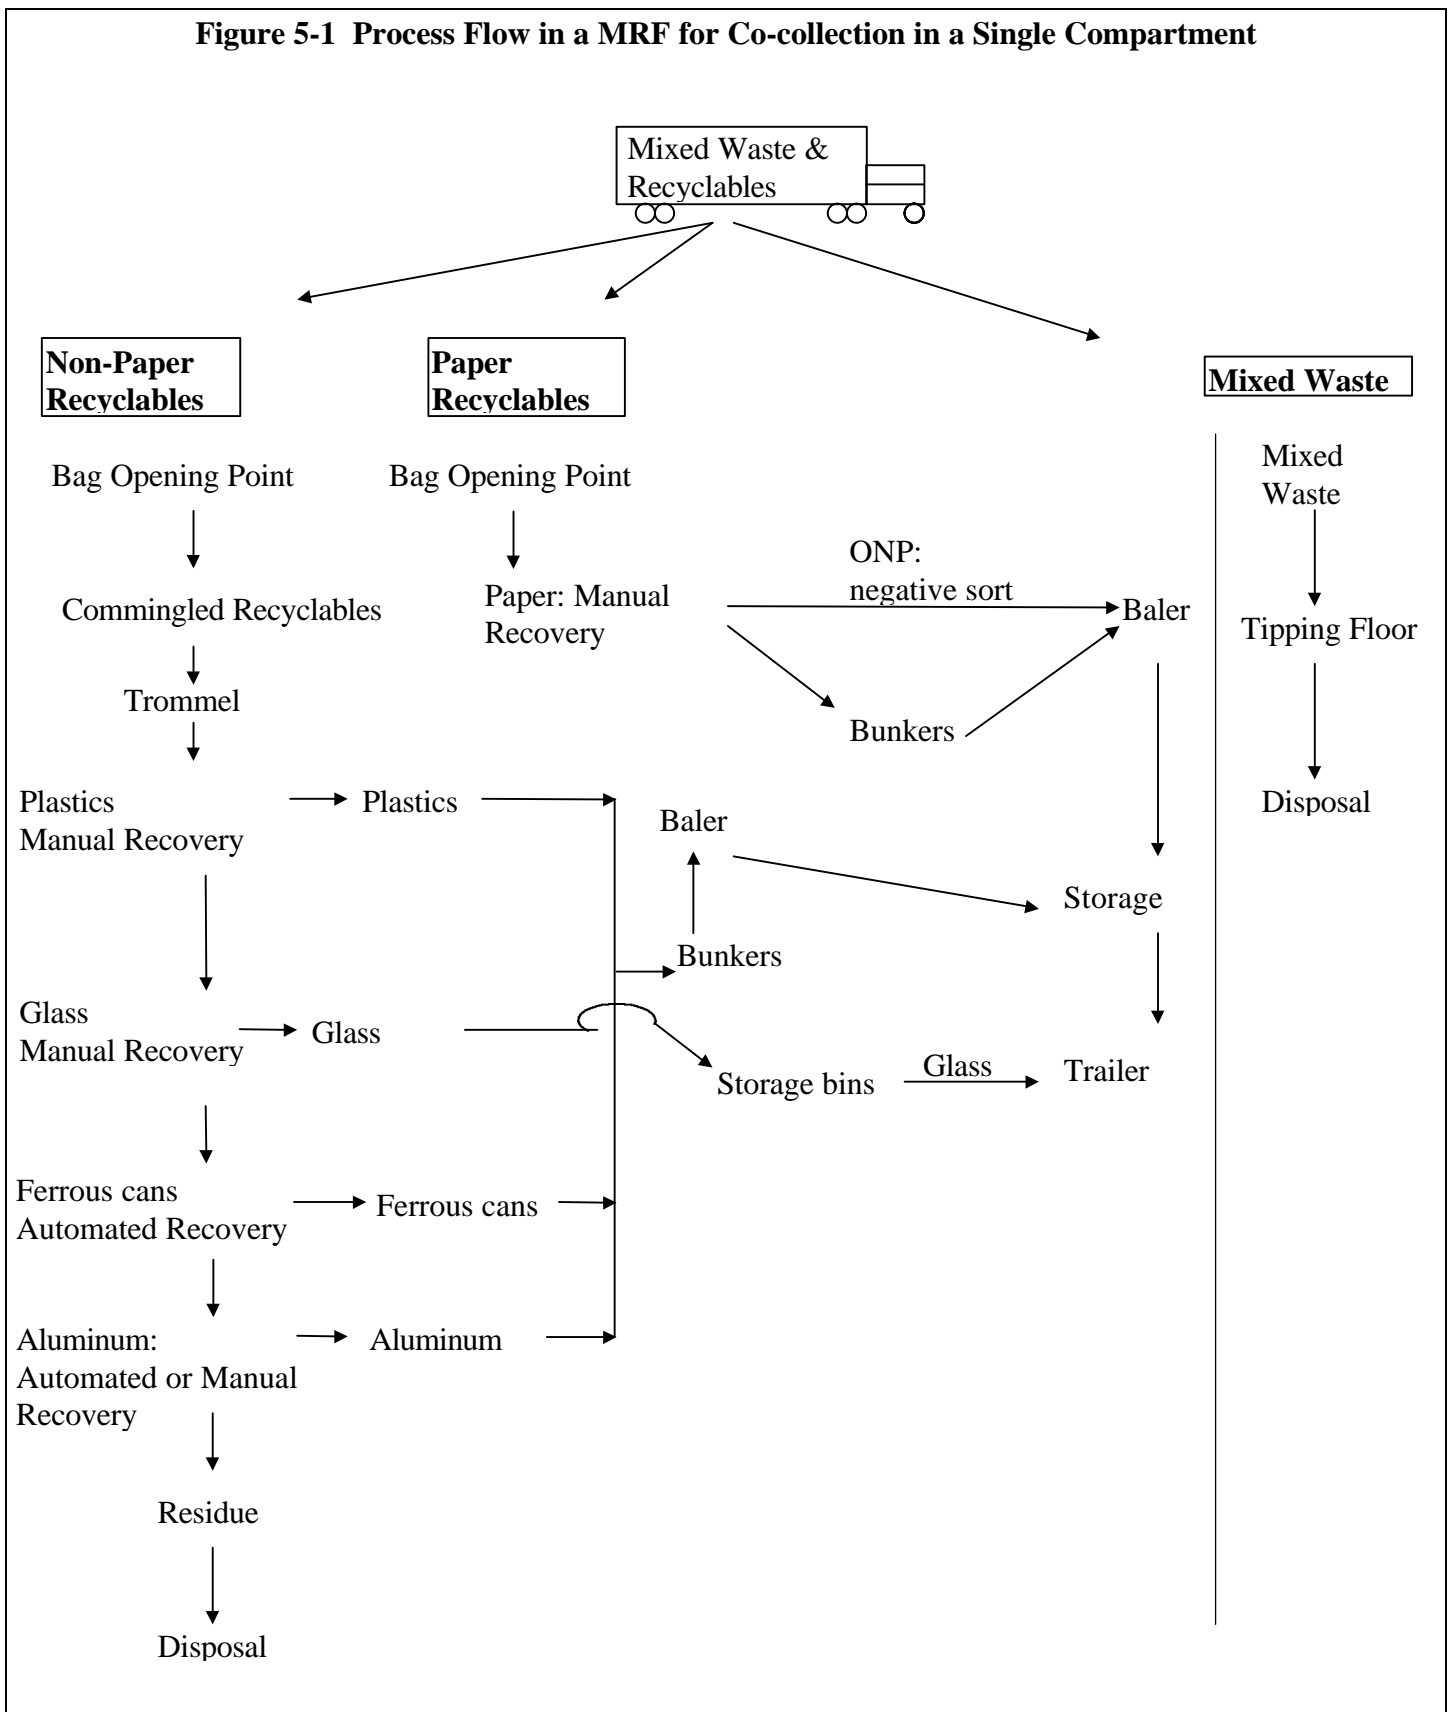 Figure 5-1 Process Flow in a MRF for Co-collection in a Single Compartment
Mixed Waste &
Recyclables
Non-Paper
Recyclables
Paper
Recyclables
Mixed Waste
Bag Opening Point
Bag Opening Point
Mixed
Waste
ONP:
negative sort
Commingled Recyclables
Paper: Manual
Recovery
Baler
Tipping Floor
Trommel
Bunkers
Plastics
Manual Recovery
Plastics
Baler
Disposal
Storage
Bunkers
Glass
Manual Recovery
Glass
Storage bins
Glass
Trailer
Ferrous cans
Automated Recovery
Ferrous cans
Aluminum:
Automated or Manual
Recovery
Aluminum
Residue
Disposal